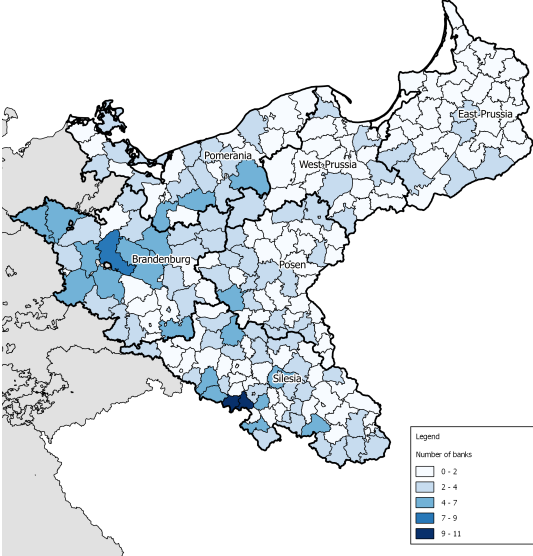 East Prussia
Pomerania
West Prussia
Brandenburg
Posen
Silesia
Legend
Number of banks
0 - 2
2 - 4
4 - 7
7 - 9
9 - 11